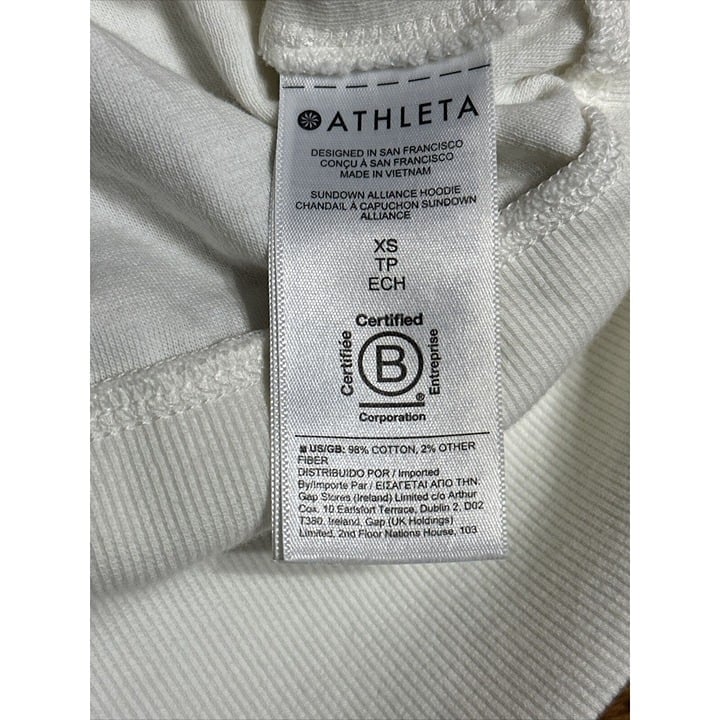 ATHLETA
DESIGNED IN SAN FRANCISCO
CONÇU À SAN FRANCISCO
MADE IN VIETNAM
SUNDOWN ALLIANCE HOODIE
CHANDAIL À CAPUCHON SUNDOWN
ALLIANCE
XS
TP
ECH
Certified
Certifiée
B
Entreprise
®
Corporation
US/GB: 98% COTTON, 2% OTHER
FIBER
DISTRIBUIDO POR / Imported
By/Importe Par / ΕΙΣΑΓΕΤΑΙ ΑΠΟ ΤΗΝ:
Gap Stores (Ireland) Limited c/o Arthur
Cox, 10 Earlsfort Terrace, Dublin 2, D02
T380, Ireland, Gap (UK Holdings)
Limited, 2nd Floor Nations House, 103